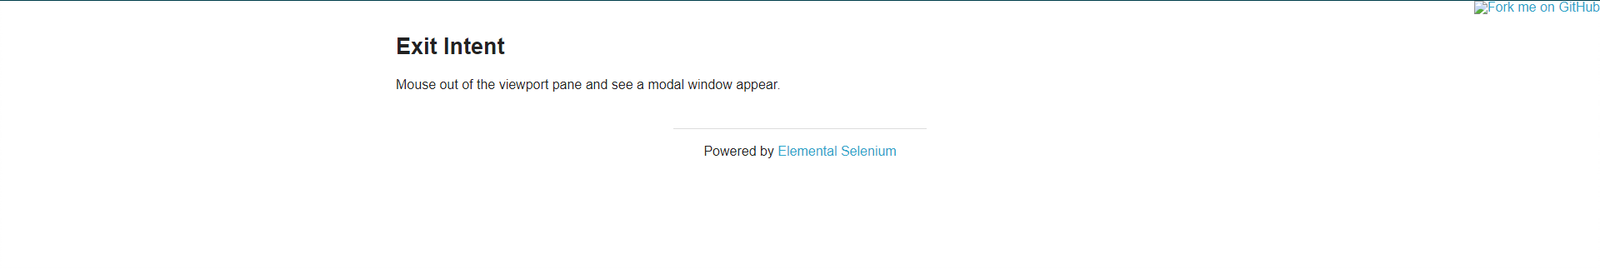 Fork me on GitHub
Exit Intent
Mouse out of the viewport pane and see a modal window appear.
Powered by Elemental Selenium